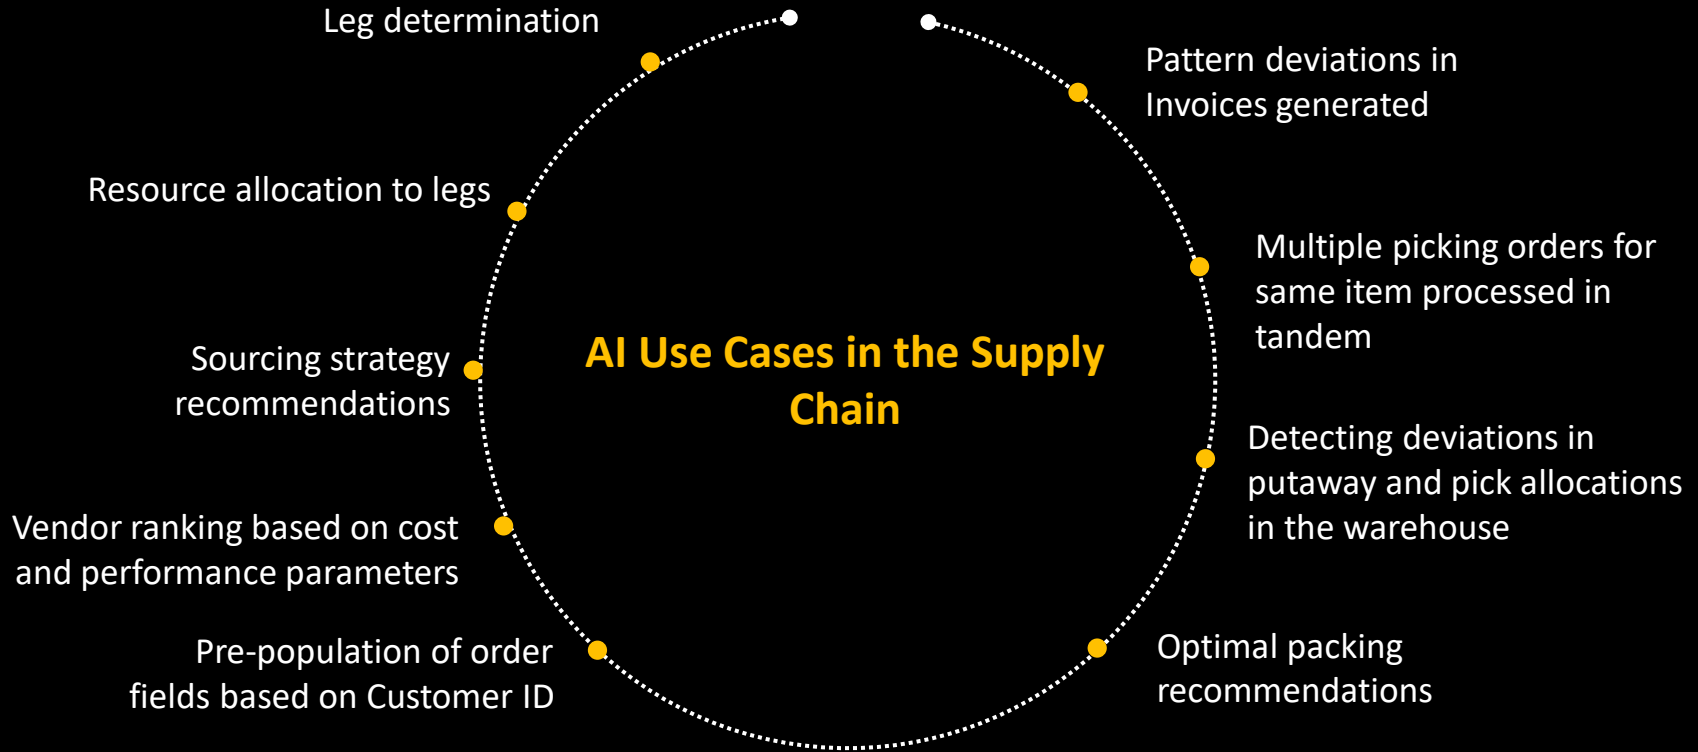 Leg determination
Pattern deviations in
Invoices generated
Resource allocation to legs
Multiple picking orders for
same item processed in
tandem
AI Use Cases in the Supply
Chain
Sourcing strategy
recommendations
Detecting deviations in
putaway and pick allocations
in the warehouse
Vendor ranking based on cost
and performance parameters
Pre-population of order
fields based on Customer ID
Optimal packing
recommendations